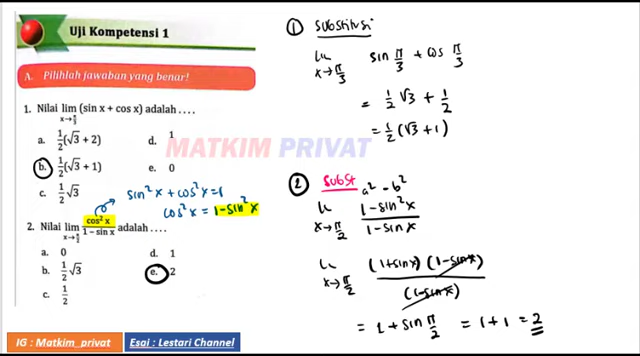 Uji Kompetensi 1
A. Pilihlah jawaban yang benar!
1. Nilai lim (sin x + cos x) adalah . . . .
x→π/3
a. 1/2(√3 + 2) d. 1
b. 1/2(√3 + 1) e. 0
c. 1/2√3
sin²x + cos²x = 1
cos²x = 1-sin²x
2. Nilai lim cos² x / 1 – sin x adalah . . . .
x→π/2
a. 0 d. 1
b. 1/2√3 e. 2
c. 1/2
① Substitusi
lim x→π/3 sin π/3 + cos π/3
= 1/2 √3 + 1/2
= 1/2 (√3 + 1)
MATKIM PRIVAT
② Subst a² - b²
lim x→π/2 1-sin²x / 1-sin x
lim x→π/2 (1+sin x) (1-sin x) / (1-sin x)
= 1 + sin π/2 = 1+1 = 2
IG : Matkim_privat Esai : Lestari Channel